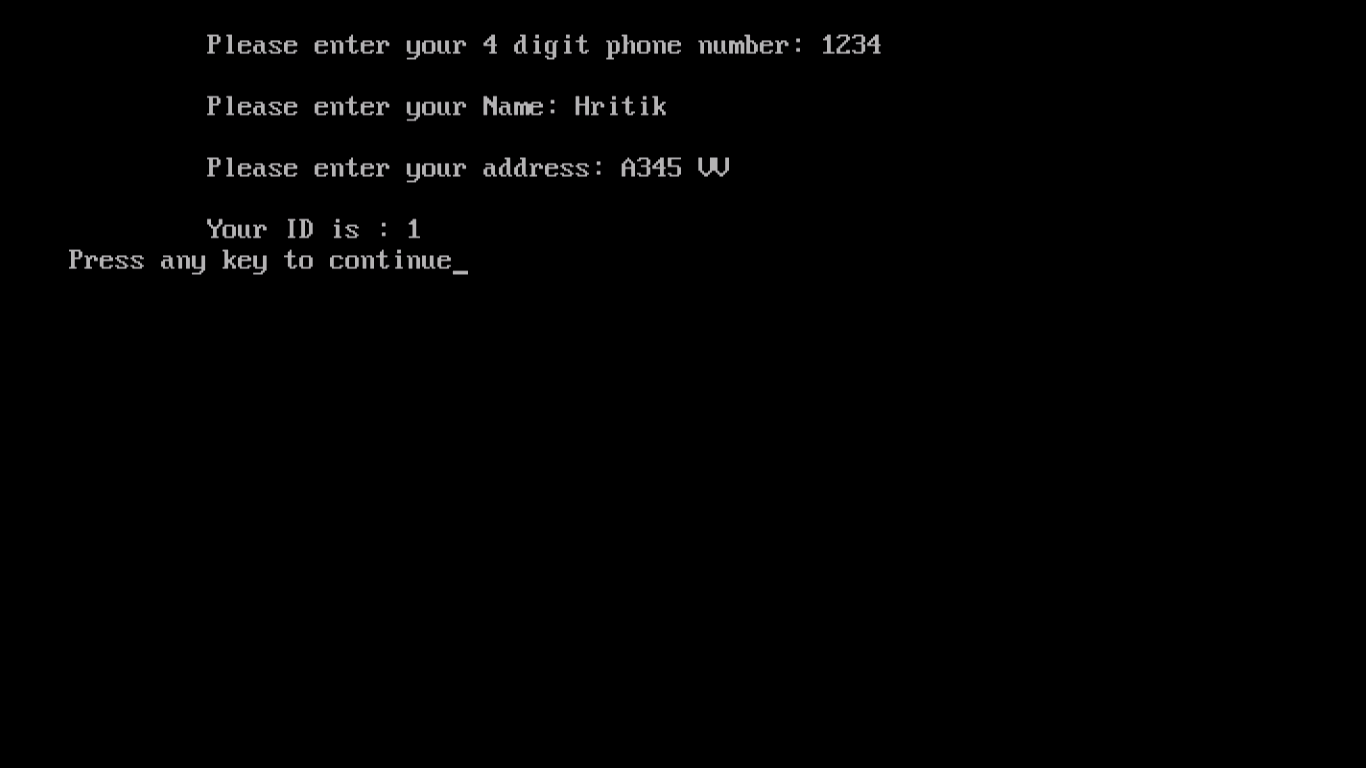 Please enter your 4 digit phone number: 1234
Please enter your Name: Hritik
Please enter your address: A345 VV
Your ID is : 1
Press any key to continue_